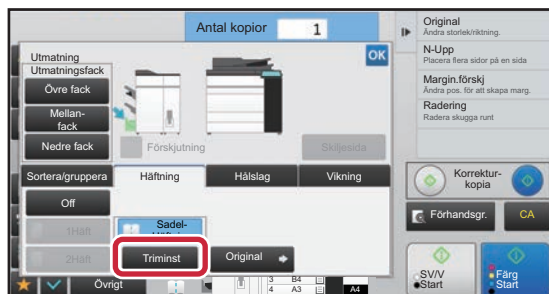 Antal kopior 1
Original
Ändra storlek/riktning.
N-Upp
Placera flera sidor på en sida
Margin.förskj
Ändra pos. för att skapa marg.
Radering
Radera skugga runt
Utmatning
OK
Utmatningsfack
Övre fack
Mellan-
fack
Nedre fack
Förskjutning
Skiljesida
Sortera/gruppera
Häftning
Hålslag
Vikning
Off
1Häft
2Häft
Sadel-
Triminst
Original
Korrektur-
kopia
Förhandsgr.
CA
Övrigt
3 B4
4 A3
A4
SV/V
Start
Färg
Start